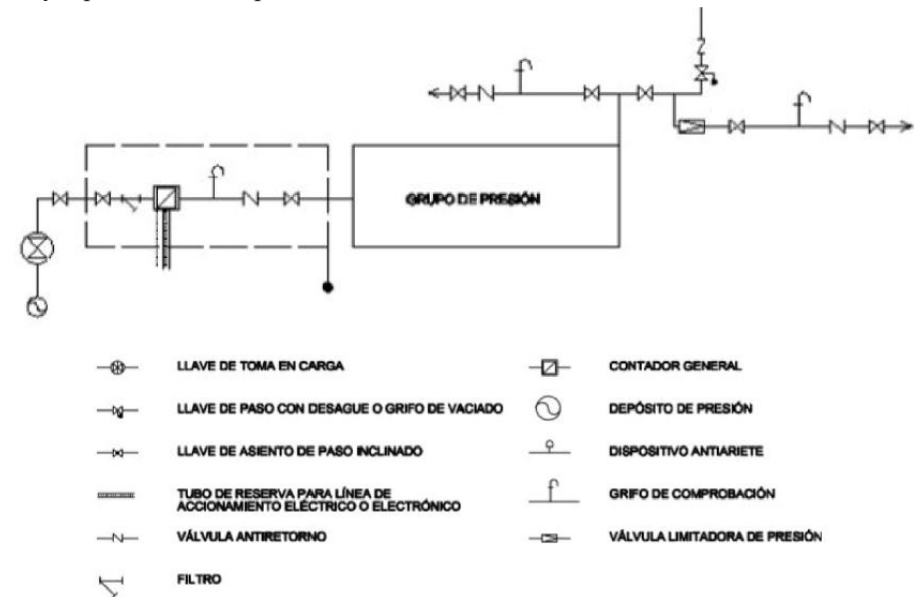 GRUPO DE PRESIÓN
LLAVE DE TOMA EN CARGA
CONTADOR GENERAL
LLAVE DE PASO CON DESAGUE O GRIFO DE VACIADO
DEPÓSITO DE PRESIÓN
LLAVE DE ASIENTO DE PASO INCLINADO
DISPOSITIVO ANTIARIETE
TUBO DE RESERVA PARA LÍNEA DE
ACCIONAMIENTO ELÉCTRICO O ELECTRÓNICO
GRIFO DE COMPROBACIÓN
VÁLVULA ANTIRETORNO
VÁLVULA LIMITADORA DE PRESIÓN
FILTRO